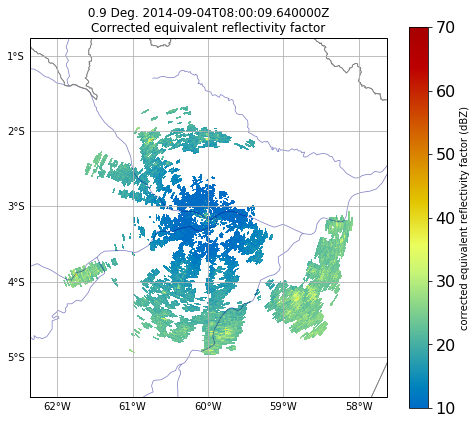 0.9 Deg. 2014-09-04T08:00:09.640000Z
Corrected equivalent reflectivity factor
1°S
2°S
3°S
4°S
5°S
62°W
61°W
60°W
59°W
58°W
70
60
50
40
30
20
10
corrected equivalent reflectivity factor (dBZ)